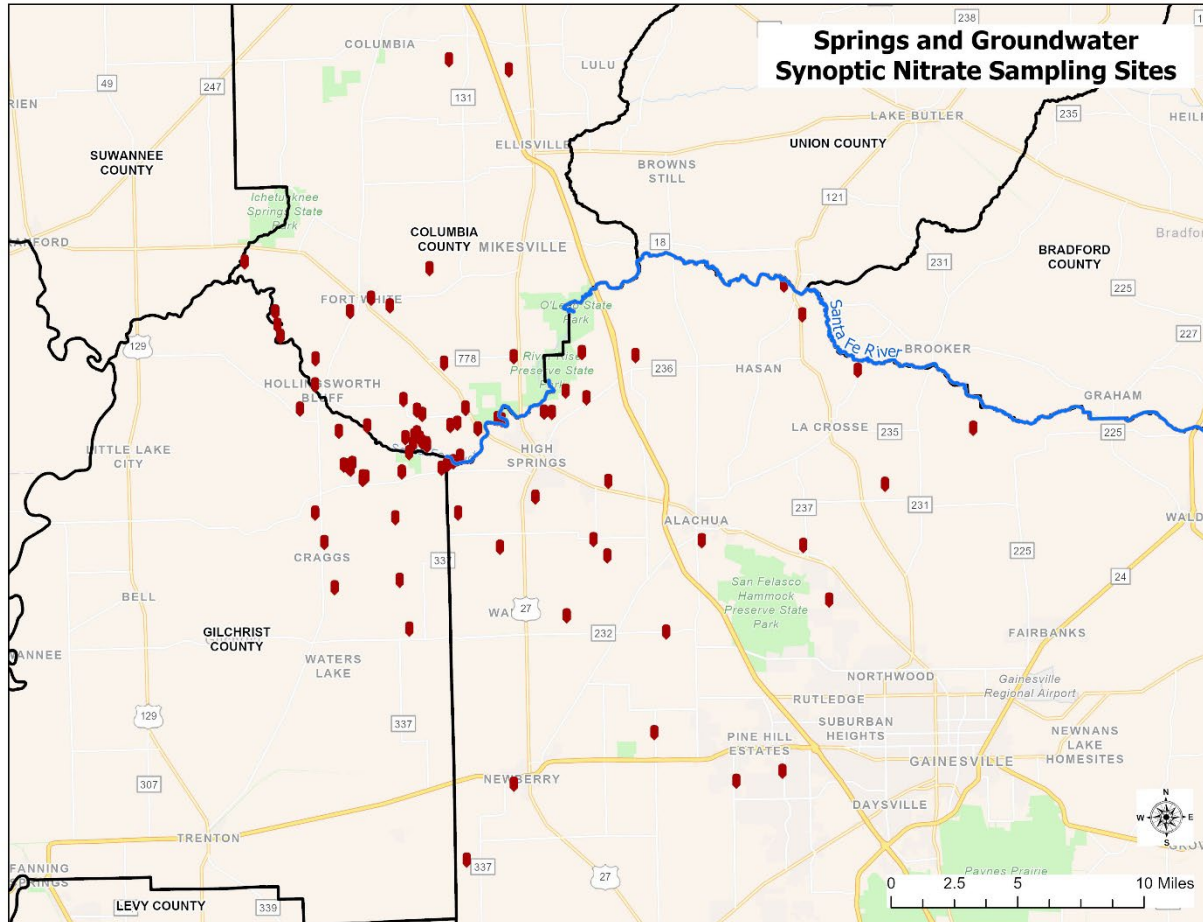 Springs and Groundwater
Synoptic Nitrate Sampling Sites
COLUMBIA
LULU
238
49
247
131
235
LAKE BUTLER
ELLISVILLE
SUWANNEE
COUNTY
BROWNS
STILL
UNION COUNTY
121
Ichetucknee
Springs State
Park
COLUMBIA
COUNTY
MIKESVILLE
18
BRADFORD
COUNTY
231
225
FORT WHITE
O'Leno State
Park
Santa Fe River
227
129
778
River Rise
Preserve State
Park
236
HASAN
BROOKER
HOLLINGSWORTH
BLUFF
GRAHAM
LA CROSSE
235
225
LITTLE LAKE
CITY
HIGH
SPRINGS
237
231
ALACHUA
225
CRAGGS
337
24
BELL
San Felasco
Hammock
Preserve State
Park
27
GILCHRIST
COUNTY
232
FAIRBANKS
WATERS
LAKE
NORTHWOOD
Gainesville
Regional Airport
RUTLEDGE
129
337
SUBURBAN
HEIGHTS
PINE HILL
ESTATES
NEWNANS
LAKE
HOMESITES
GAINESVILLE
307
NEWBERRY
DAYSVILLE
TRENTON
N
W E
S
FANNING
SPRINGS
337
27
Paynes Prairie
0 2.5 5 10 Miles
LEVY COUNTY
339